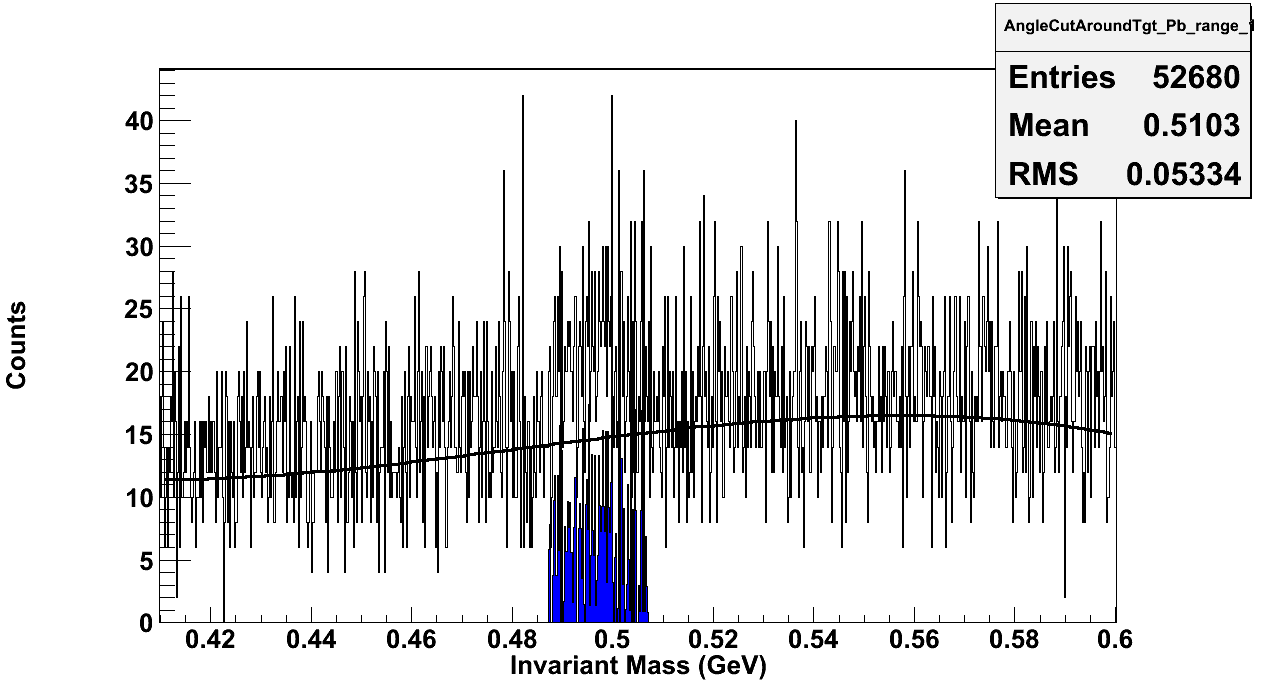 AngleCutAroundTgt_Pb_range_1
Entries 52680
Mean 0.5103
RMS 0.05334
Counts
40
35
30
25
20
15
10
5
0
0.42 0.44 0.46 0.48 0.5 0.52 0.54 0.56 0.58 0.6
Invariant Mass (GeV)